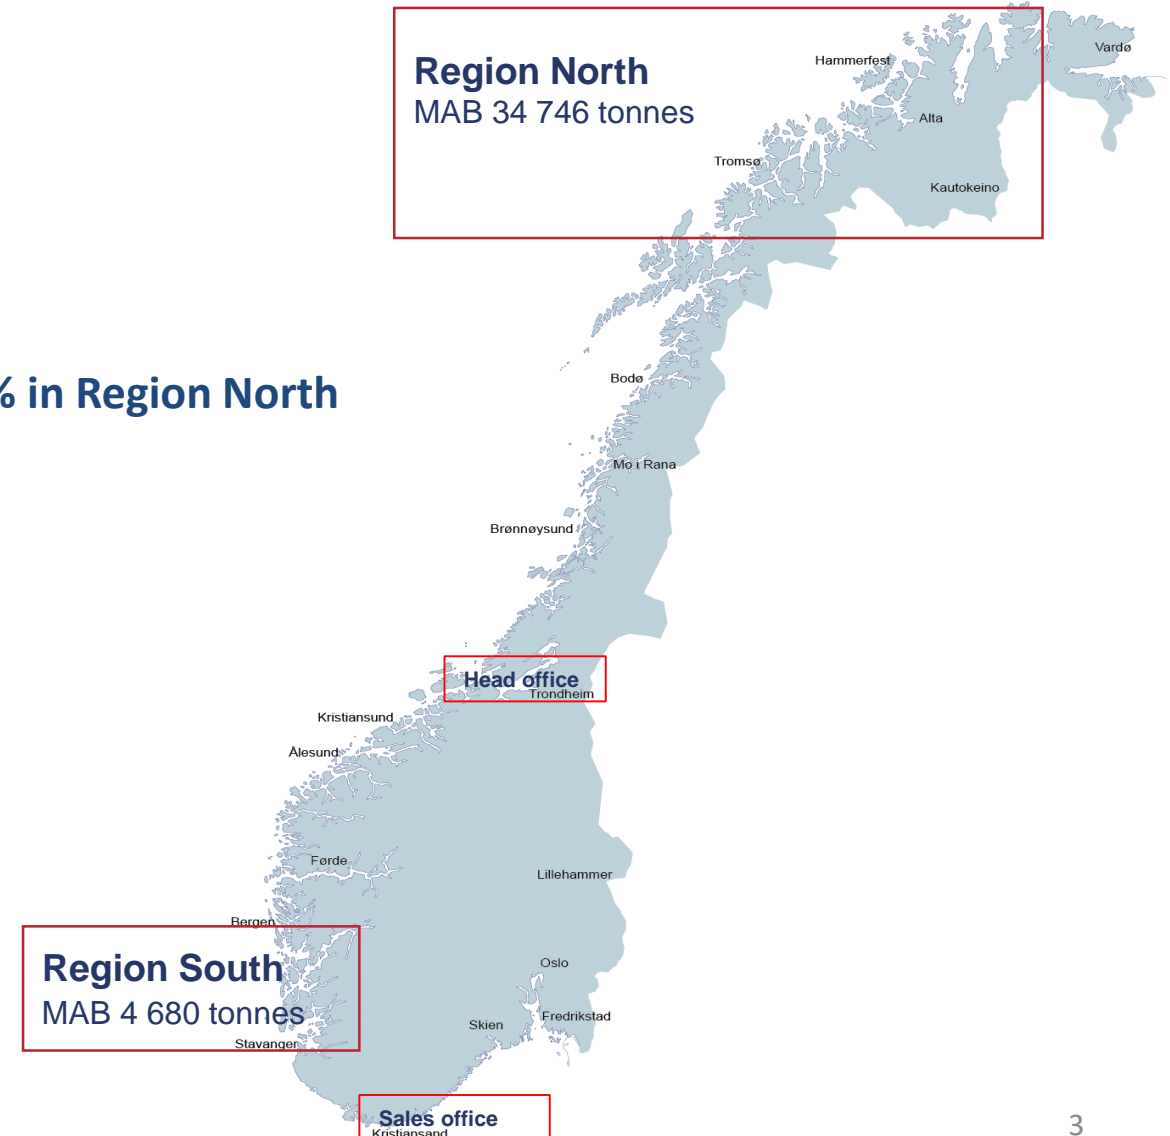 Region North
MAB 34 746 tonnes
Vardø
Hammerfest
Alta
Tromsø
Kautokeino
Bodø
% in Region North
Mo i Rana
Brønnøysund
Head office
Trondheim
Kristiansund
Ålesund
Førde
Lillehammer
Bergen
Region South
MAB 4 680 tonnes
Oslo
Skien
Fredrikstad
Stavanger
Sales office
Kristiansand
3